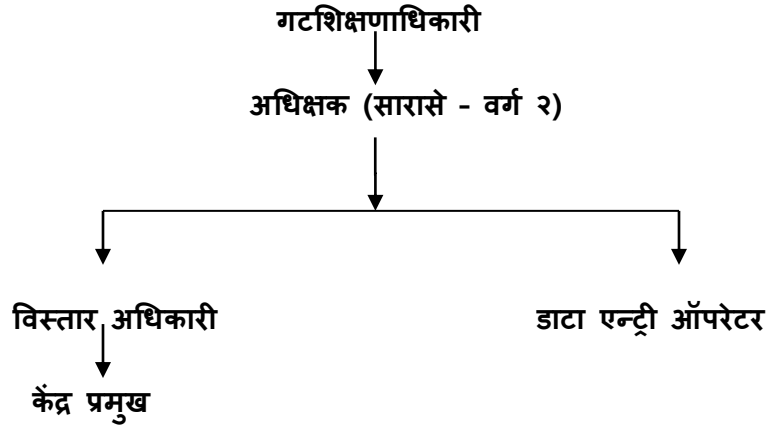 गटशिक्षणाधिकारी
अधिक्षक (सारासे - वर्ग २)
विस्तार अधिकारी डाटा एन्ट्री ऑपरेटर
केंद्र प्रमुख